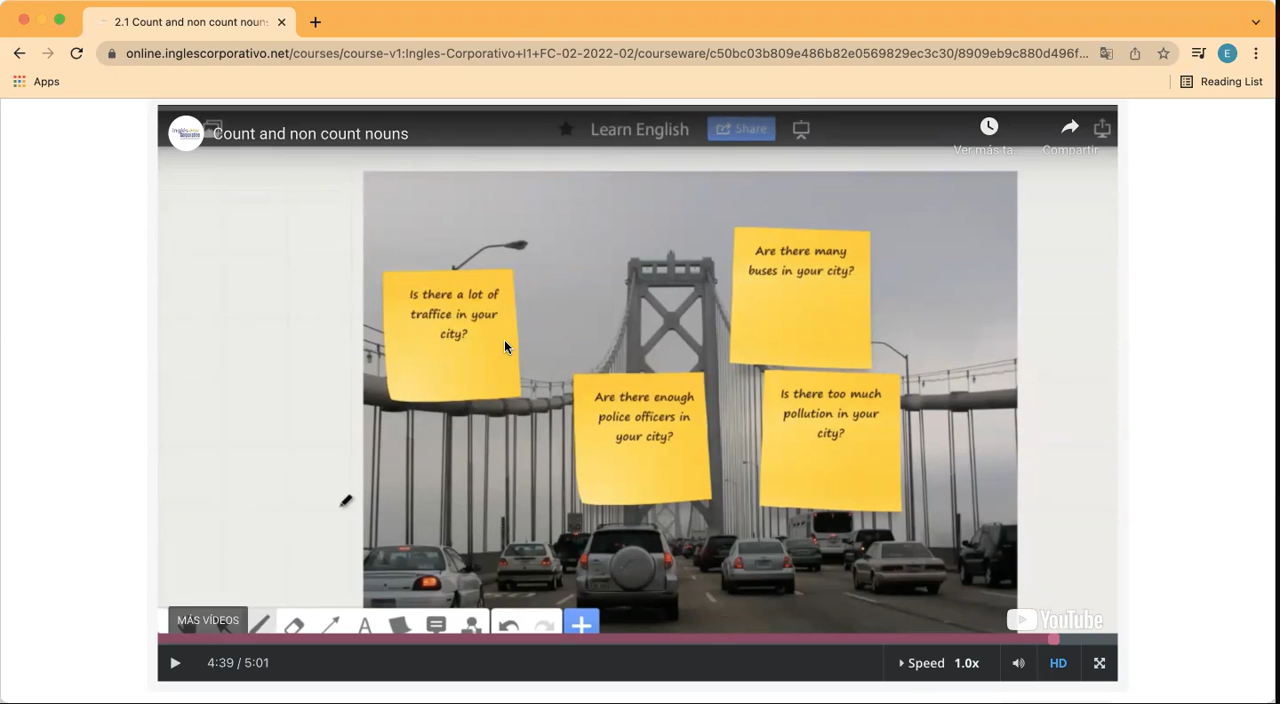 2.1 Count and non count nouns
online.inglescorporativo.net/courses/course-v1:Ingles-Corporativo+I1+FC-02-2022-02/courseware/c50bc03b809e486b82e0569829ec3c30/8909eb9c880d496f...
E
Apps
Reading List
Count and non count nouns
Learn English
Share
Ver más ta...
Compartir
Is there a lot of
traffice in your
city?
Are there many
buses in your city?
Are there enough
police officers in
your city?
Is there too much
pollution in your
city?
MÁS VÍDEOS
A
YouTube
4:39 / 5:01
Speed 1.0x
HD